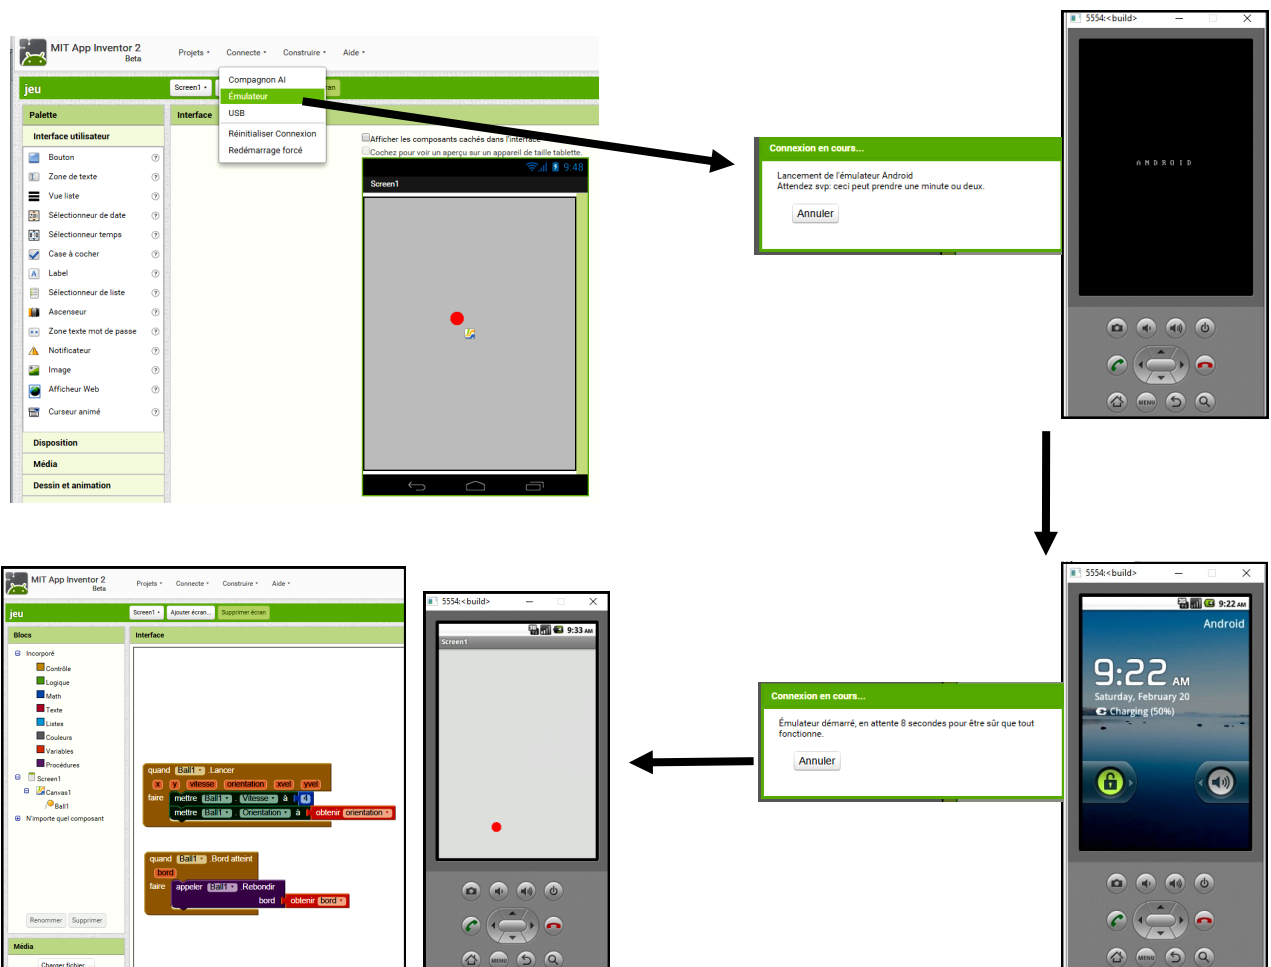 MIT App Inventor 2
Beta
Projets
Connecte
Construire
Aide
jeu
Screen1
Compagnon AI
Émulateur
USB
Réinitialiser Connexion
Redémarrage forcé
Palette
Interface
Interface utilisateur
Bouton
Zone de texte
Vue liste
Sélectionneur de date
Sélectionneur temps
Case à cocher
Label
Sélectionneur de liste
Ascenseur
Zone texte mot de passe
Notificateur
Image
Afficheur Web
Curseur animé
Disposition
Média
Dessin et animation
Afficher les composants cachés dans l'interface
Cochez pour voir un aperçu sur un appareil de taille tablette.
9:48
Screen1
Connexion en cours...
Lancement de l'émulateur Android
Attendez svp: ceci peut prendre une minute ou deux.
Annuler
5554:<build>
ANDROID
MENU
MIT App Inventor 2
Beta
Projets
Connecte
Construire
Aide
jeu
Screen1
Ajouter écran...
Supprimer écran
Blocs
Interface
Incorporé
Contrôle
Logique
Math
Texte
Listes
Couleurs
Variables
Procédures
Screen1
Canvas1
Ball1
N'importe quel composant
Renommer
Supprimer
Média
Charger fichier...
quand Ball1 .Lancer
x y vitesse orientation xvel yvel
faire mettre Ball1 . Vitesse à 4
mettre Ball1 . Orientation à obtenir orientation
quand Ball1 .Bord atteint
bord
faire appeler Ball1 .Rebondir
bord obtenir bord
5554:<build>
9:33 AM
Screen1
MENU
Connexion en cours...
Émulateur démarré, en attente 8 secondes pour être sûr que tout
fonctionne.
Annuler
5554:<build>
9:22 AM
Android
9:22 AM
Saturday, February 20
Charging (50%)
MENU